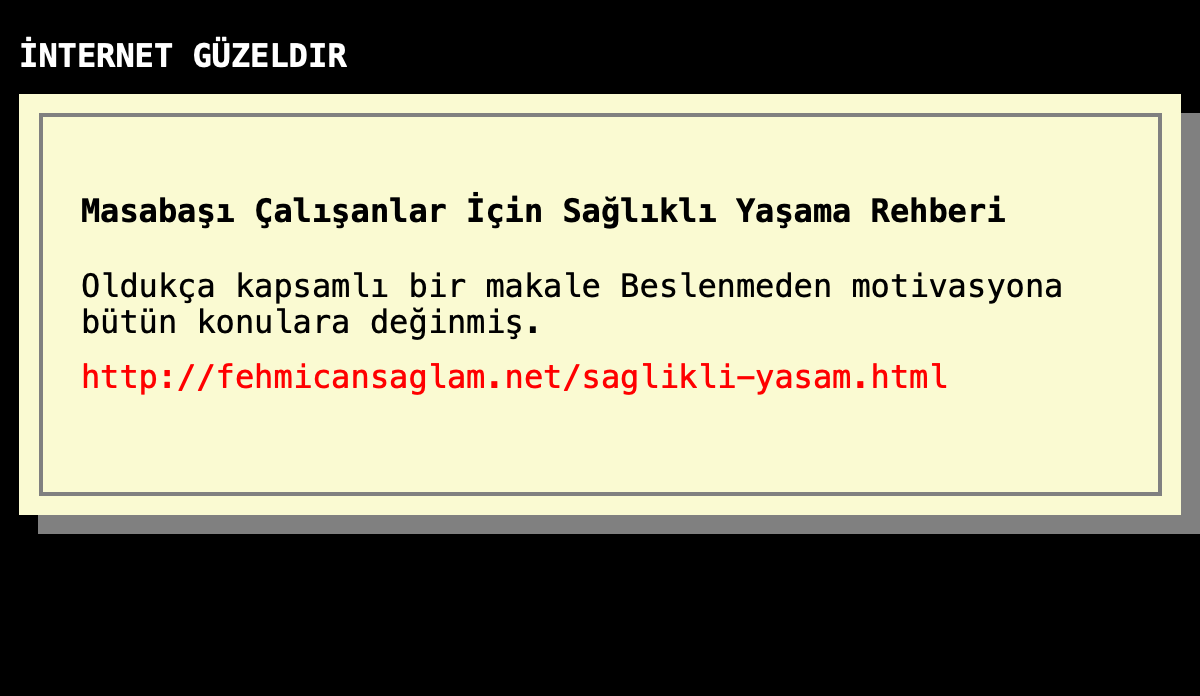 İNTERNET GÜZELDIR
Masabaşı Çalışanlar İçin Sağlıklı Yaşama Rehberi
Oldukça kapsamlı bir makale Beslenmeden motivasyona
bütün konulara değinmiş.
http://fehmicansaglam.net/saglikli-yasam.html